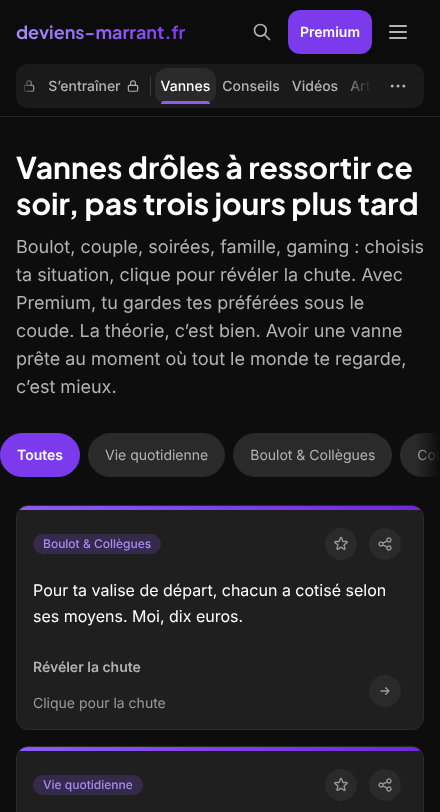 deviens-marrant.fr
Premium
S’entraîner
Vannes
Conseils
Vidéos
Art
Vannes drôles à ressortir ce
soir, pas trois jours plus tard
Boulot, couple, soirées, famille, gaming : choisis
ta situation, clique pour révéler la chute. Avec
Premium, tu gardes tes préférées sous le
coude. La théorie, c’est bien. Avoir une vanne
prête au moment où tout le monde te regarde,
c’est mieux.
Toutes
Vie quotidienne
Boulot & Collègues
Boulot & Collègues
Pour ta valise de départ, chacun a cotisé selon
ses moyens. Moi, dix euros.
Révéler la chute
Clique pour la chute
Vie quotidienne